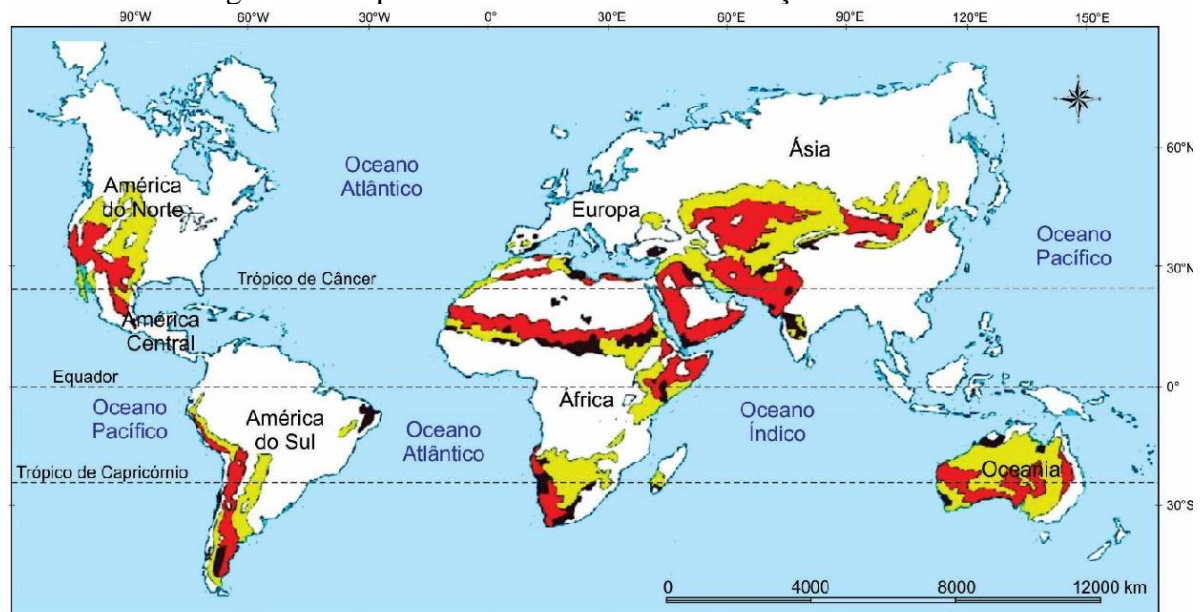 90°W 60°W 30°W 0° 30°E 60°E 90°E 120°E 150°E
60°N
Oceano
Atlântico
América
do Norte
Europa
Ásia
Oceano
Pacífico
30°N
Trópico de Câncer
América
Central
Equador
0°
Oceano
Pacífico
América
do Sul
Oceano
Atlântico
África
Oceano
Índico
Oceania
Trópico de Capricórnio
30°S
0 4000 8000 12000 km